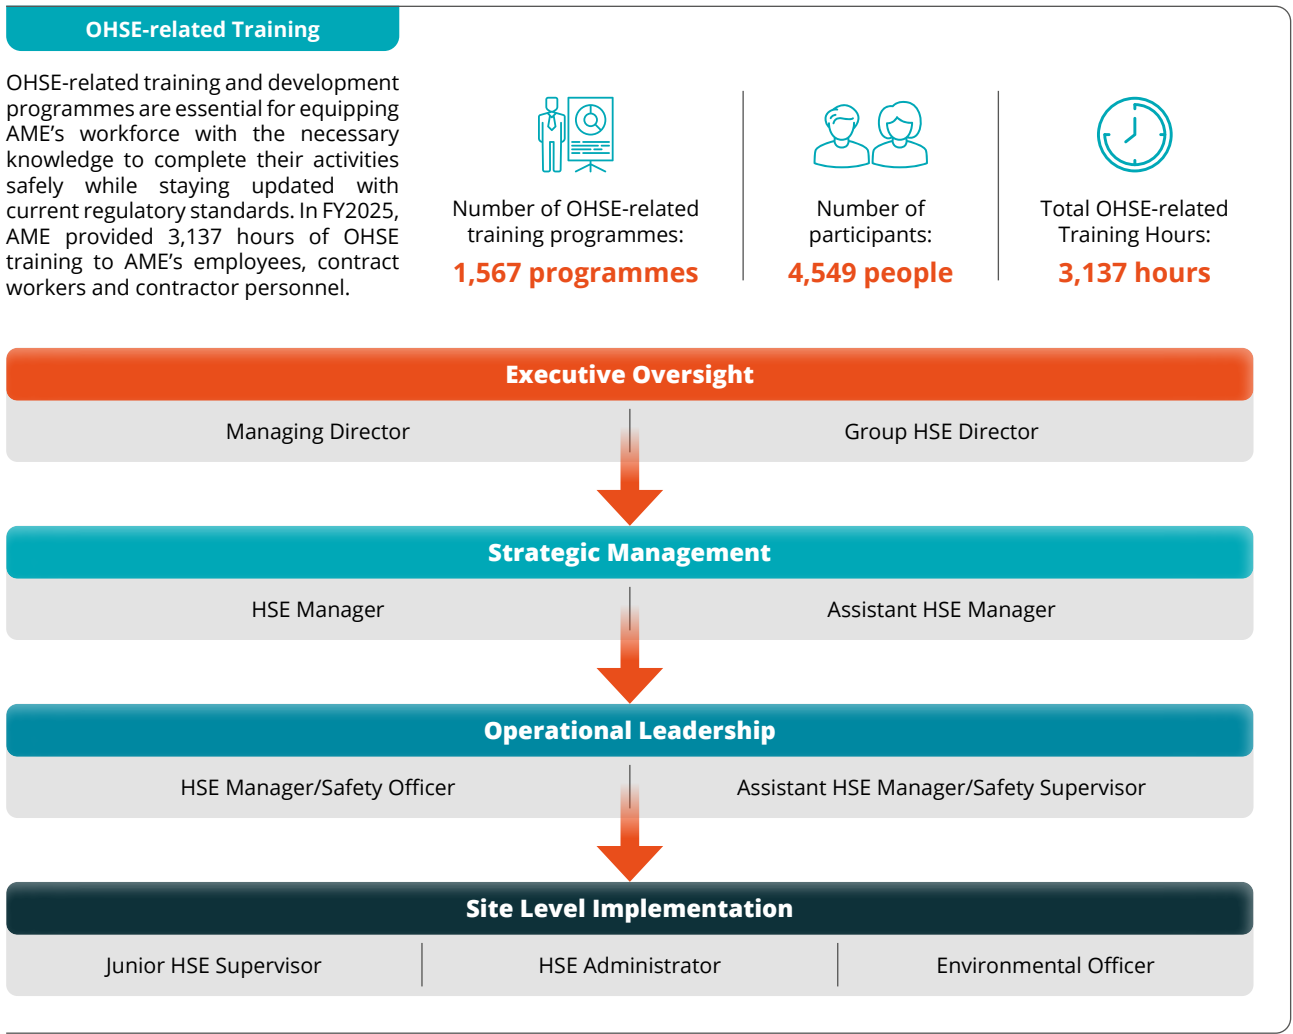 OHSE-related Training
OHSE-related training and development
programmes are essential for equipping
AME's workforce with the necessary
knowledge to complete their activities
safely while staying updated with
current regulatory standards. In FY2025,
AME provided 3,137 hours of OHSE
training to AME's employees, contract
workers and contractor personnel.
Number of OHSE-related
training programmes:
1,567 programmes
Number of
participants:
4,549 people
Total OHSE-related
Training Hours:
3,137 hours
Executive Oversight
Managing Director
Group HSE Director
Strategic Management
HSE Manager
Assistant HSE Manager
Operational Leadership
HSE Manager/Safety Officer
Assistant HSE Manager/Safety Supervisor
Site Level Implementation
Junior HSE Supervisor
HSE Administrator
Environmental Officer